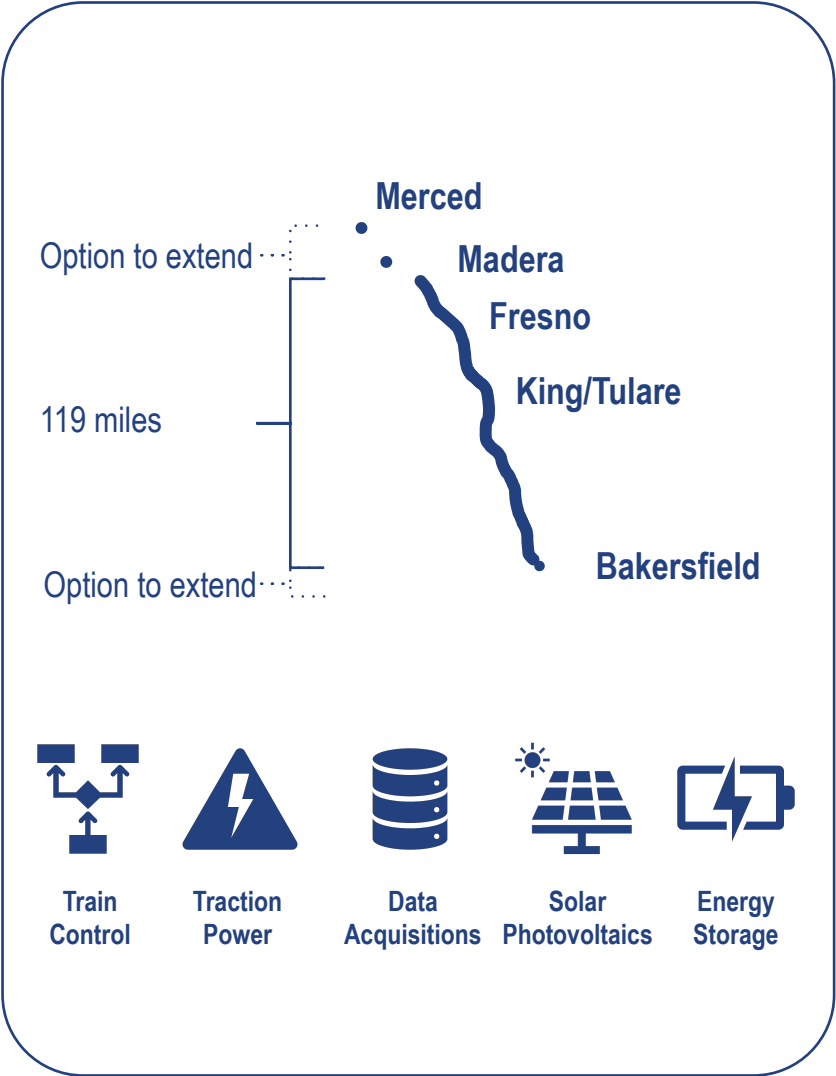 Merced
Option to extend
Madera
Fresno
King/Tulare
119 miles
Bakersfield
Option to extend
Train
Control
Traction
Power
Data
Acquisitions
Solar
Photovoltaics
Energy
Storage